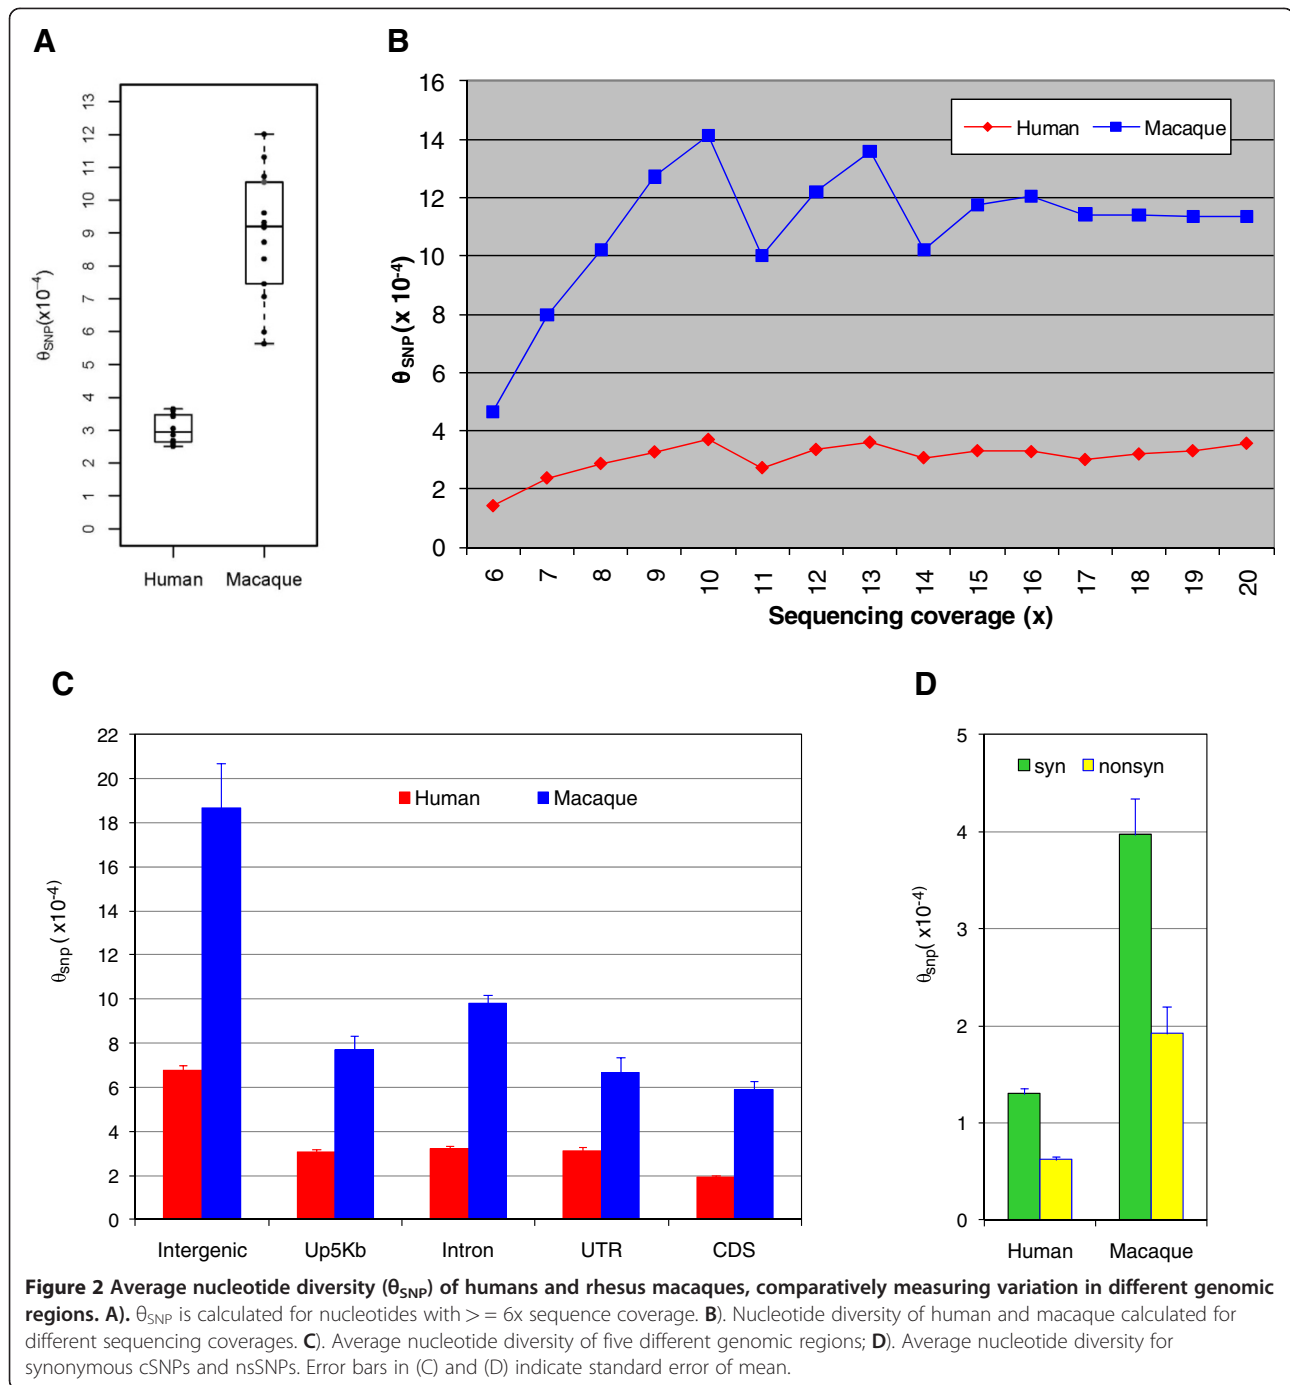 A
B
0 1 2 3 4 5 6 7 8 9 10 11 12 13
θSNP(x10-4)
Human Macaque
16
14
12
10
8
6
4
2
0
θSNP (x 10-4)
Human Macaque
6 7 8 9 10 11 12 13 14 15 16 17 18 19 20
Sequencing coverage (x)
C
D
22
20
18
16
14
12
10
8
6
4
2
0
θsnp( x10-4)
Human Macaque
Intergenic Up5Kb Intron UTR CDS
5
4
3
2
1
0
θsnp( x10-4)
syn nonsyn
Human Macaque
Figure 2 Average nucleotide diversity (θSNP) of humans and rhesus macaques, comparatively measuring variation in different genomic
regions. A). θSNP is calculated for nucleotides with > = 6x sequence coverage. B). Nucleotide diversity of human and macaque calculated for
different sequencing coverages. C). Average nucleotide diversity of five different genomic regions; D). Average nucleotide diversity for
synonymous cSNPs and nsSNPs. Error bars in (C) and (D) indicate standard error of mean.